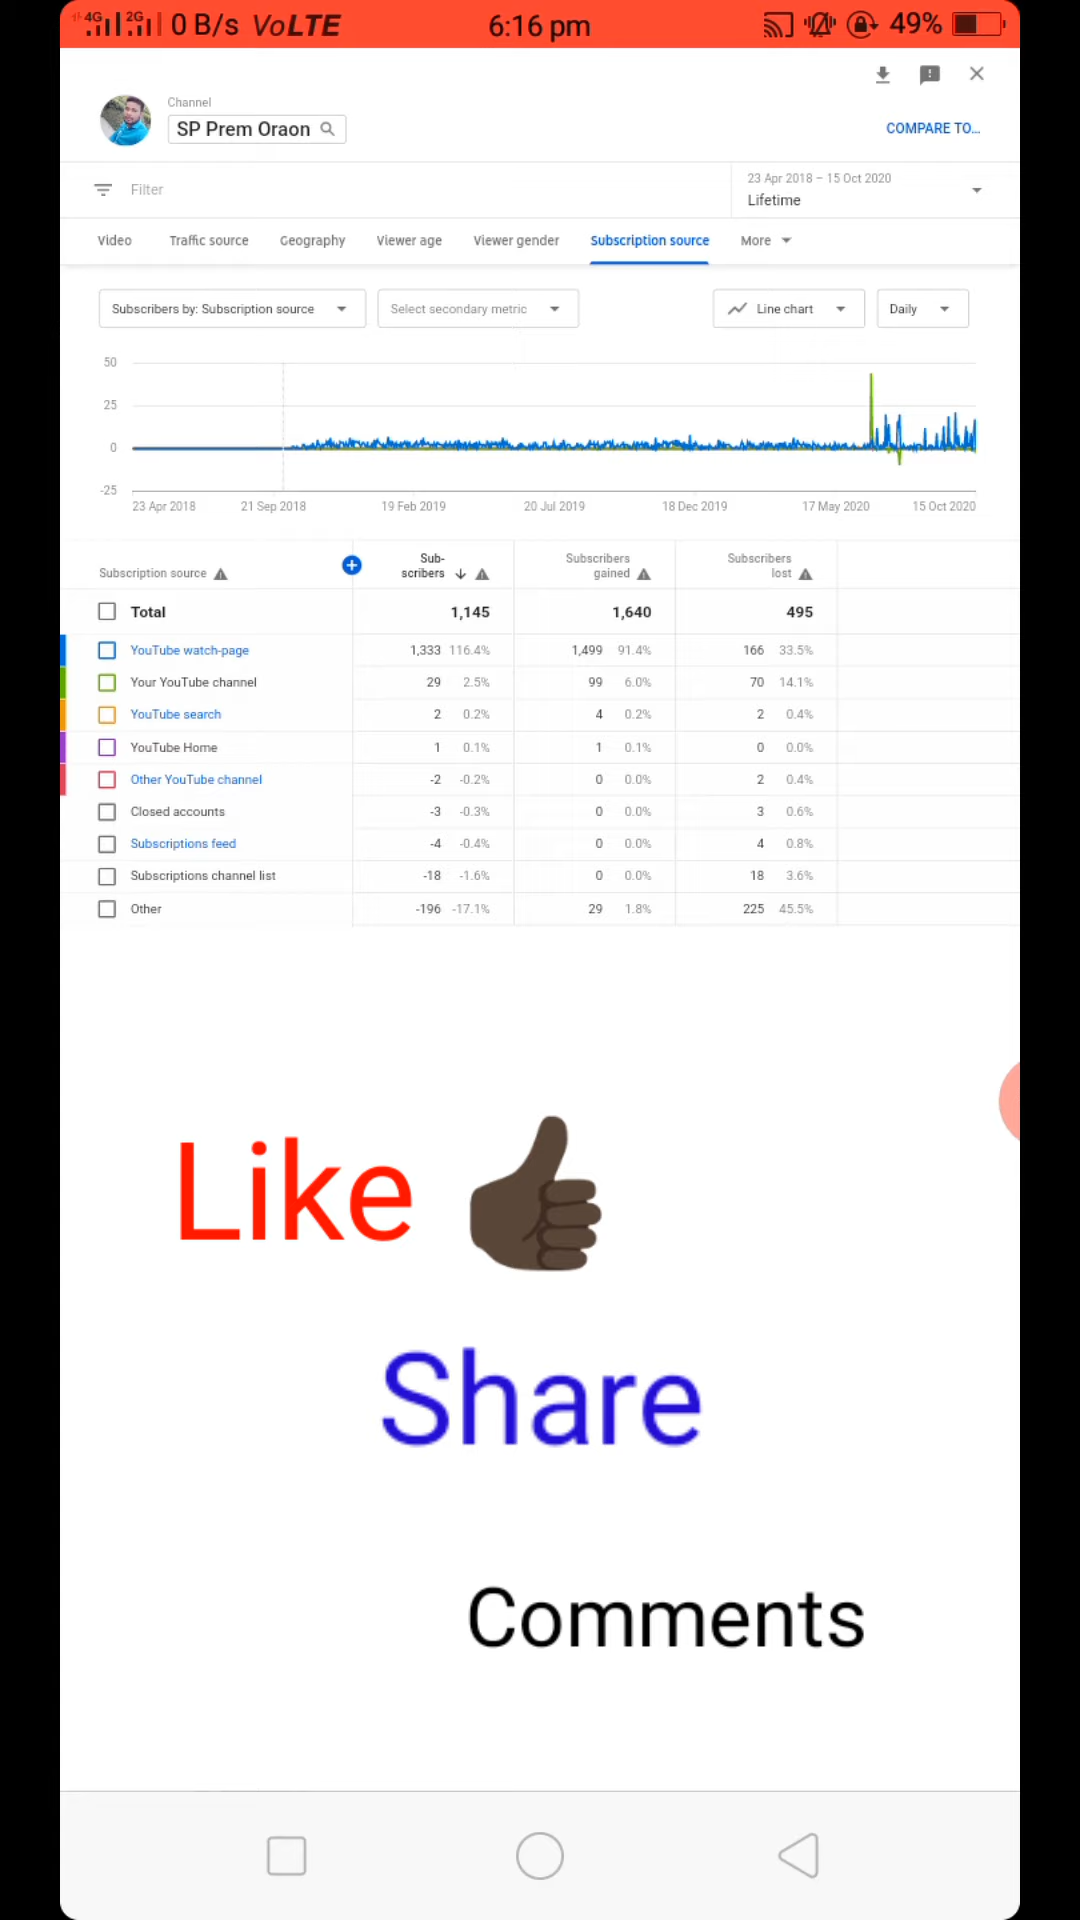 4G 2G 0 B/s VoLTE 6:16 pm 49%
Channel
SP Prem Oraon
COMPARE TO...
Filter
23 Apr 2018 – 15 Oct 2020
Lifetime
Video Traffic source Geography Viewer age Viewer gender Subscription source More
Subscribers by: Subscription source Select secondary metric Line chart Daily
50
25
0
-25
23 Apr 2018 21 Sep 2018 19 Feb 2019 20 Jul 2019 18 Dec 2019 17 May 2020 15 Oct 2020
Subscription source Sub-scribers Subscribers gained Subscribers lost
Total 1,145 1,640 495
YouTube watch-page 1,333 116.4% 1,499 91.4% 166 33.5%
Your YouTube channel 29 2.5% 99 6.0% 70 14.1%
YouTube search 2 0.2% 4 0.2% 2 0.4%
YouTube Home 1 0.1% 1 0.1% 0 0.0%
Other YouTube channel -2 -0.2% 0 0.0% 2 0.4%
Closed accounts -3 -0.3% 0 0.0% 3 0.6%
Subscriptions feed -4 -0.4% 0 0.0% 4 0.8%
Subscriptions channel list -18 -1.6% 0 0.0% 18 3.6%
Other -196 -17.1% 29 1.8% 225 45.5%
Like
Share
Comments